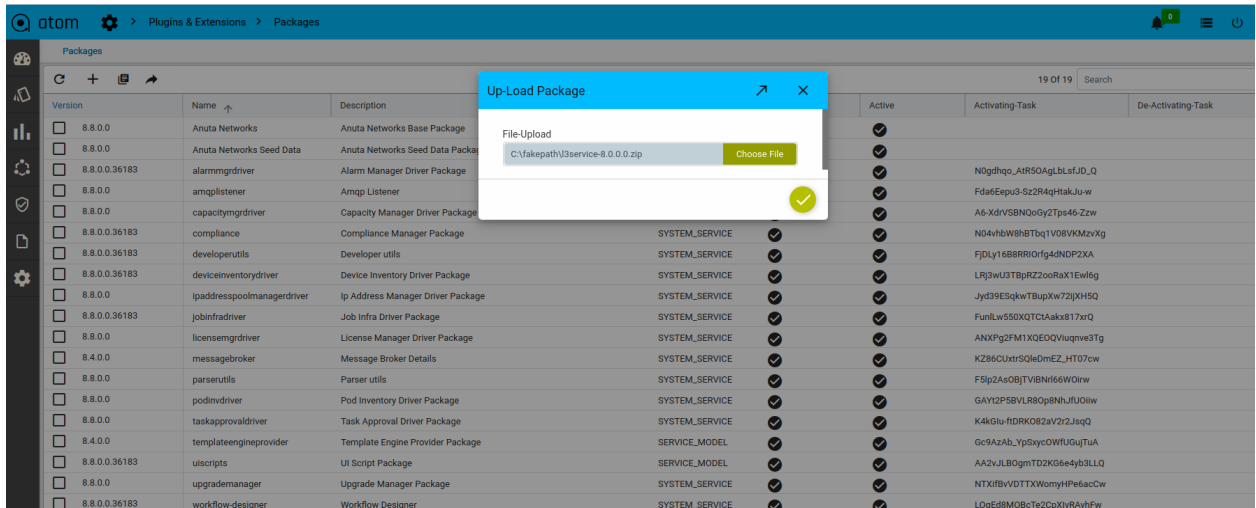 atom > Plugins & Extensions > Packages 0
Packages
19 Of 19 Search
Up-Load Package
File-Upload
C:\fakepath\l3service-8.0.0.0.zip Choose File
Version Name Description Active Activating-Task De-Activating-Task
8.8.0.0 Anuta Networks Anuta Networks Base Package
8.8.0.0 Anuta Networks Seed Data Anuta Networks Seed Data Packag
8.8.0.0.36183 alarmmgrdriver Alarm Manager Driver Package N0gdhqo_AtR5OAgLbLsfJD_Q
8.8.0.0 amqplistener Amqp Listener Fda6Eepu3-Sz2R4qHtakJu-w
8.8.0.0 capacitymgrdriver Capacity Manager Driver Package A6-XdrVSBNQoGy2Tps46-Zzw
8.8.0.0.36183 compliance Compliance Manager Package SYSTEM_SERVICE N04vhbW8hBTbq1V08VKMzvXg
8.8.0.0.36183 developerutils Developer utils SYSTEM_SERVICE FjDLy16B8RRIOrfg4dNDP2XA
8.8.0.0.36183 deviceinventorydriver Device Inventory Driver Package SYSTEM_SERVICE LRj3wU3TBpRZ2ooRaX1Ewl6g
8.8.0.0 ipaddresspoolmanagerdriver Ip Address Manager Driver Package SYSTEM_SERVICE Jyd39ESqkwTBupXw72IjXH5Q
8.8.0.0.36183 jobinfradriver Job Infra Driver Package SYSTEM_SERVICE FunlLw550XQTCtAakx817xrQ
8.8.0.0 licensemgrdriver License Manager Driver Package SYSTEM_SERVICE ANXPg2FM1XQEOQViuqnve3Tg
8.4.0.0 messagebroker Message Broker Details SYSTEM_SERVICE KZ86CUxtrSQleDmEZ_HT07cw
8.8.0.0 parserutils Parser utils SYSTEM_SERVICE F5lp2AsOBjTViBNrl66WOirw
8.8.0.0 podinvdriver Pod Inventory Driver Package SYSTEM_SERVICE GAYt2P5BVLR8Op8NhJfUOiiw
8.8.0.0 taskapprovaldriver Task Approval Driver Package SYSTEM_SERVICE K4kGIu-ftDRKO82aV2r2JsqQ
8.4.0.0 templateengineprovider Template Engine Provider Package SERVICE_MODEL Gc9AzAb_YpSxycOWfUGujTuA
8.8.0.0.36183 uiscripts UI Script Package SERVICE_MODEL AA2vJLBOgmTD2KG6e4yb3LLQ
8.8.0.0 upgrademanager Upgrade Manager Package SYSTEM_SERVICE NTXifBvVDTTXWomyHPe6acCw
8.8.0.0.36183 workflow-designer Workflow Designer SYSTEM_SERVICE LOgEd8MOBcTe2CpXIyRAvhFw